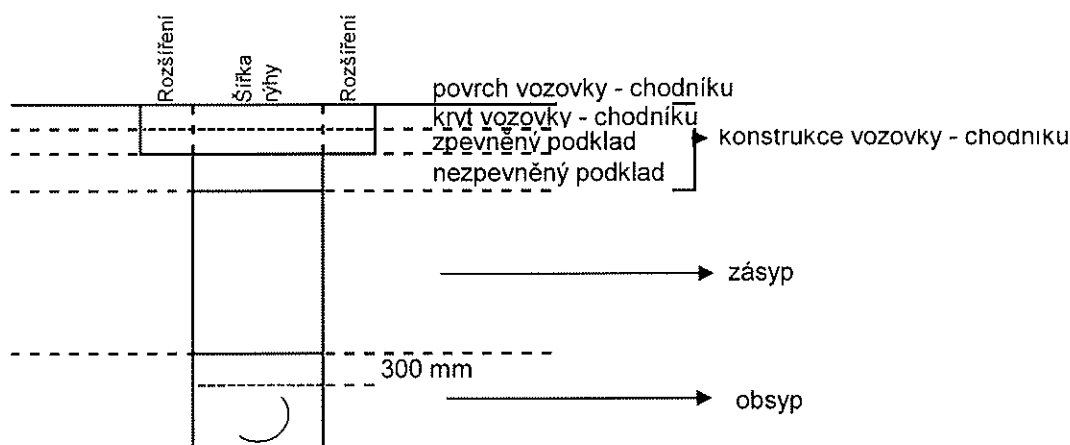 Rozšíření
Šířka
rýhy
Rozšíření
povrch vozovky - chodníku
kryt vozovky - chodníku
zpevněný podklad
nezpevněný podklad
konstrukce vozovky - chodníku
zásyp
300 mm
obsyp